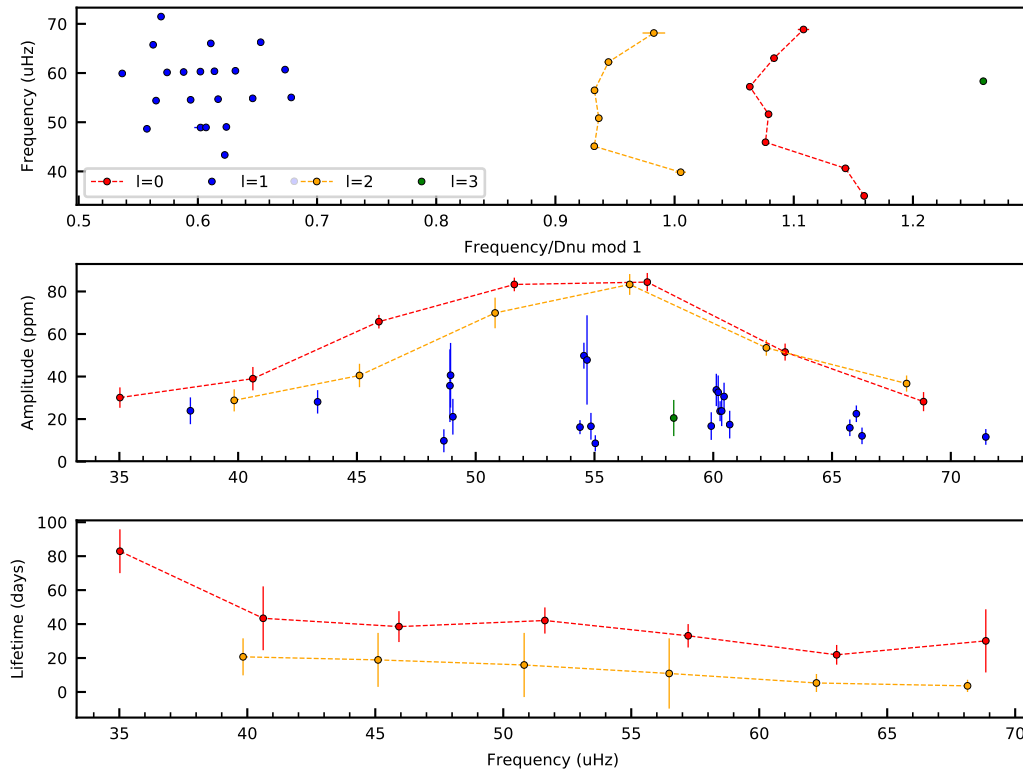 Frequency (uHz)
70
60
50
40
l=0 l=1 l=2 l=3
0.5 0.6 0.7 0.8 0.9 1.0 1.1 1.2
Frequency/Dnu mod 1
Amplitude (ppm)
80
60
40
20
0
35 40 45 50 55 60 65 70
Lifetime (days)
100
80
60
40
20
0
35 40 45 50 55 60 65 70
Frequency (uHz)